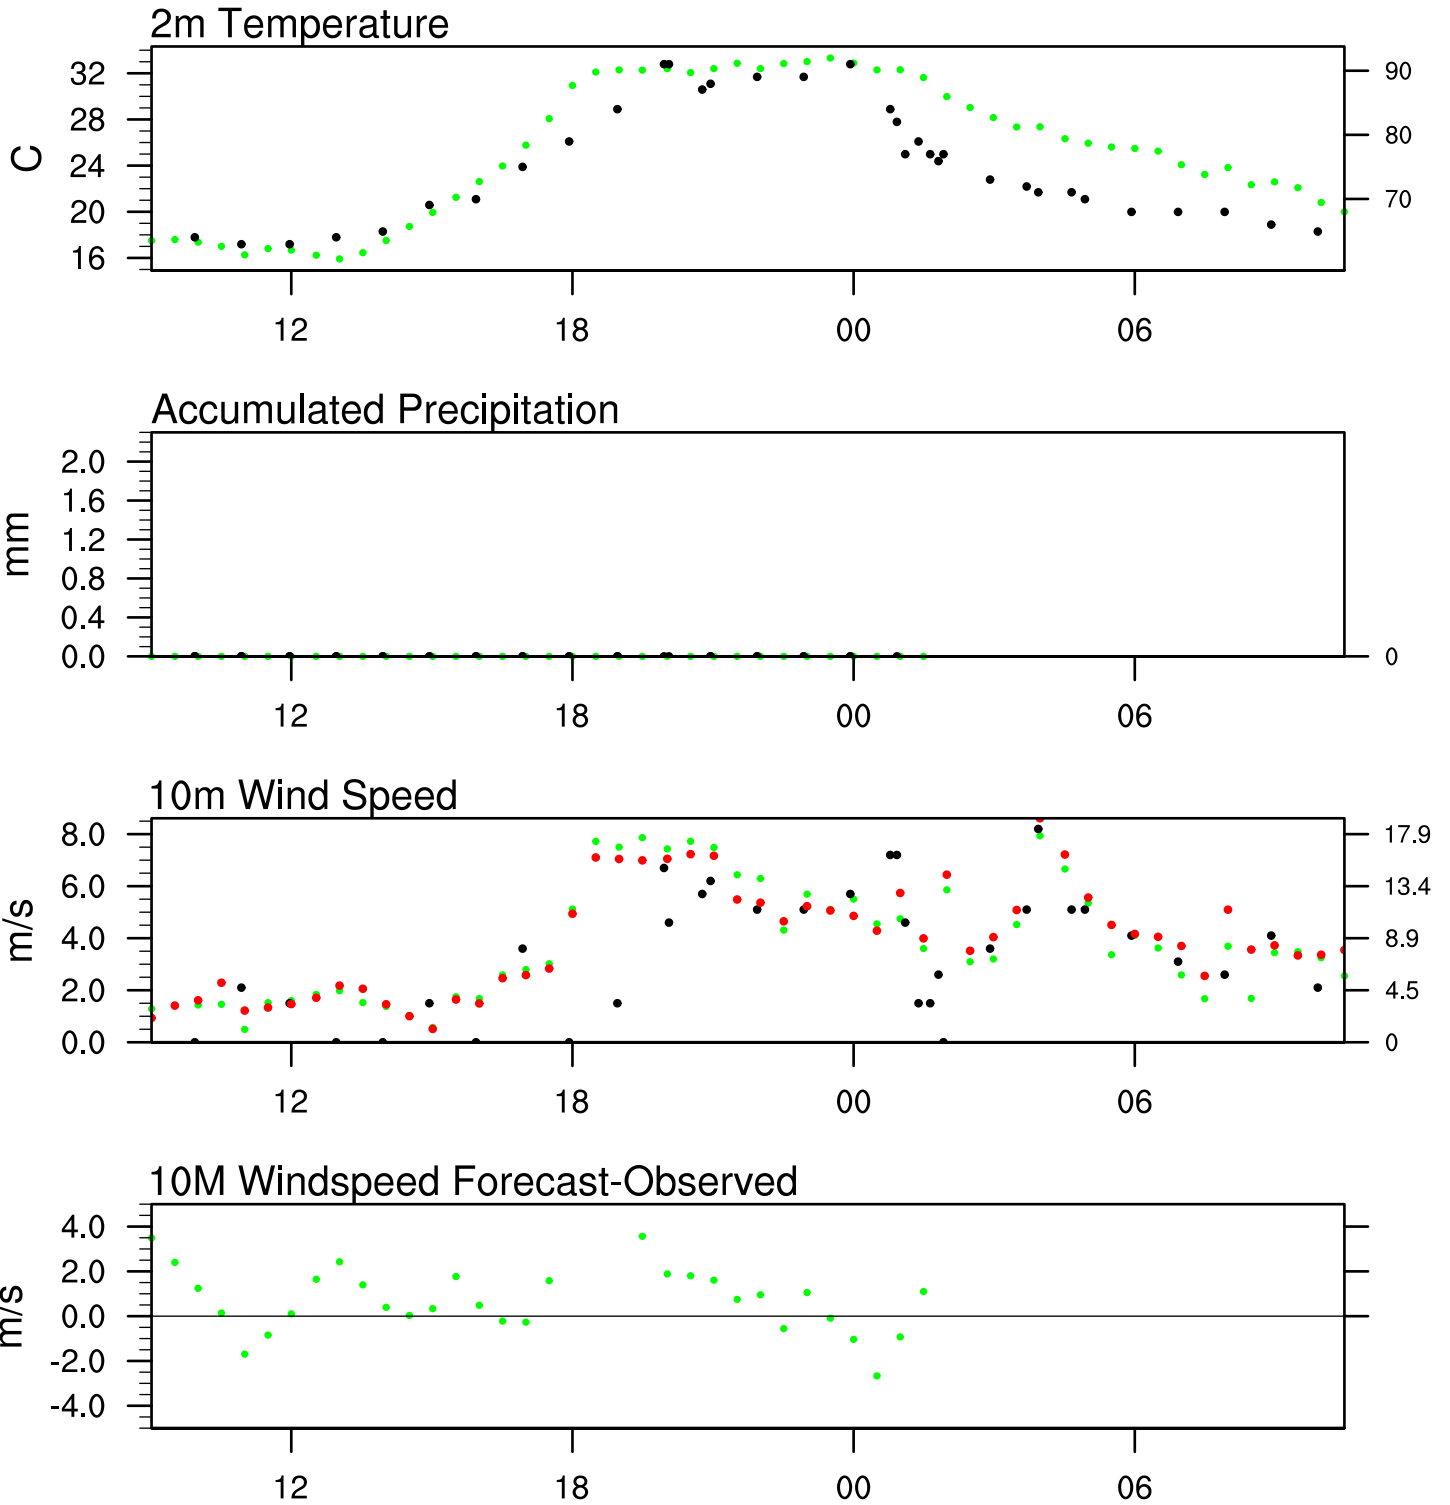 2m Temperature
32
28
24
20
16
C
90
80
70
12 18 00 06
Accumulated Precipitation
2.0
1.6
1.2
0.8
0.4
0.0
mm
0
12 18 00 06
10m Wind Speed
8.0
6.0
4.0
2.0
0.0
m/s
17.9
13.4
8.9
4.5
0
12 18 00 06
10M Windspeed Forecast-Observed
4.0
2.0
0.0
-2.0
-4.0
m/s
12 18 00 06